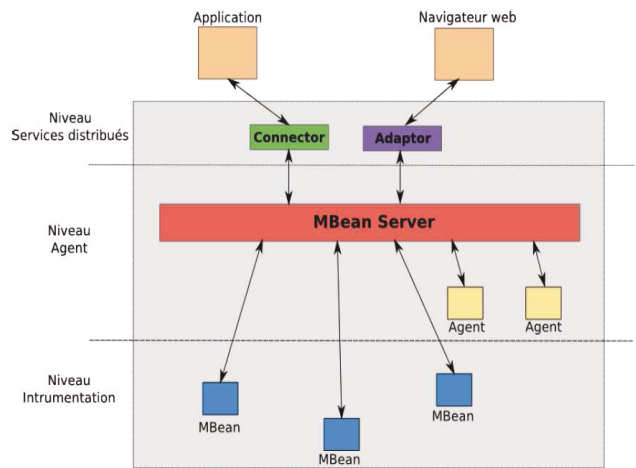 Application
Navigateur web
Niveau
Services distribués
Connector
Adaptor
MBean Server
Niveau
Agent
Agent
Agent
Niveau
Intrumentation
MBean
MBean
MBean